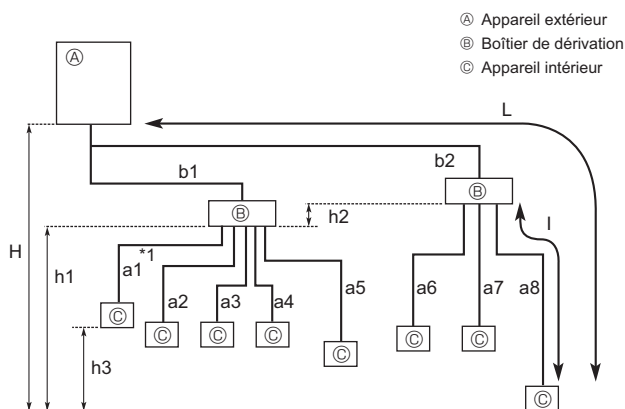 Ⓐ Appareil extérieur
Ⓑ Boîtier de dérivation
Ⓒ Appareil intérieur
Ⓐ
L
b1
b2
Ⓑ
Ⓑ
h2
H
h1
a1
*1
a2
a3
a4
a5
a6
a7
a8
l
Ⓒ
Ⓒ
Ⓒ
Ⓒ
Ⓒ
Ⓒ
Ⓒ
Ⓒ
h3